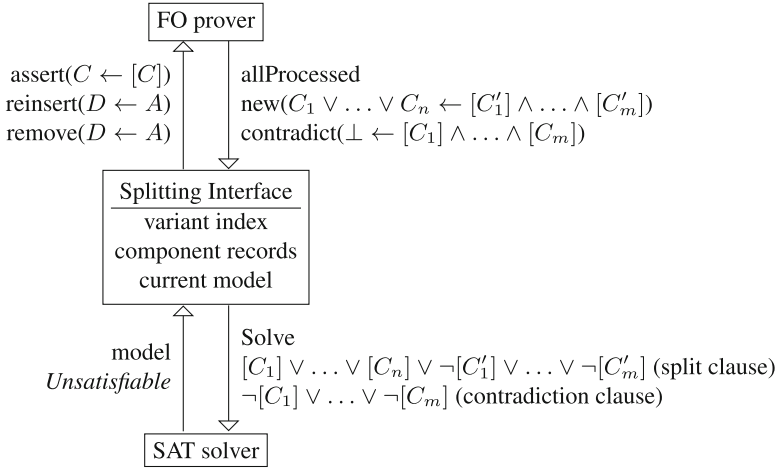 FO prover
assert(C ← [C])
reinsert(D ← A)
remove(D ← A)
allProcessed
new(C₁ ∨ … ∨ Cₙ ← [C′₁] ∧ … ∧ [C′ₘ])
contradict(⊥ ← [C₁] ∧ … ∧ [Cₘ])
Splitting Interface
variant index
component records
current model
model
Unsatisfiable
Solve
[C₁] ∨ … ∨ [Cₙ] ∨ ¬[C′₁] ∨ … ∨ ¬[C′ₘ] (split clause)
¬[C₁] ∨ … ∨ ¬[Cₘ] (contradiction clause)
SAT solver